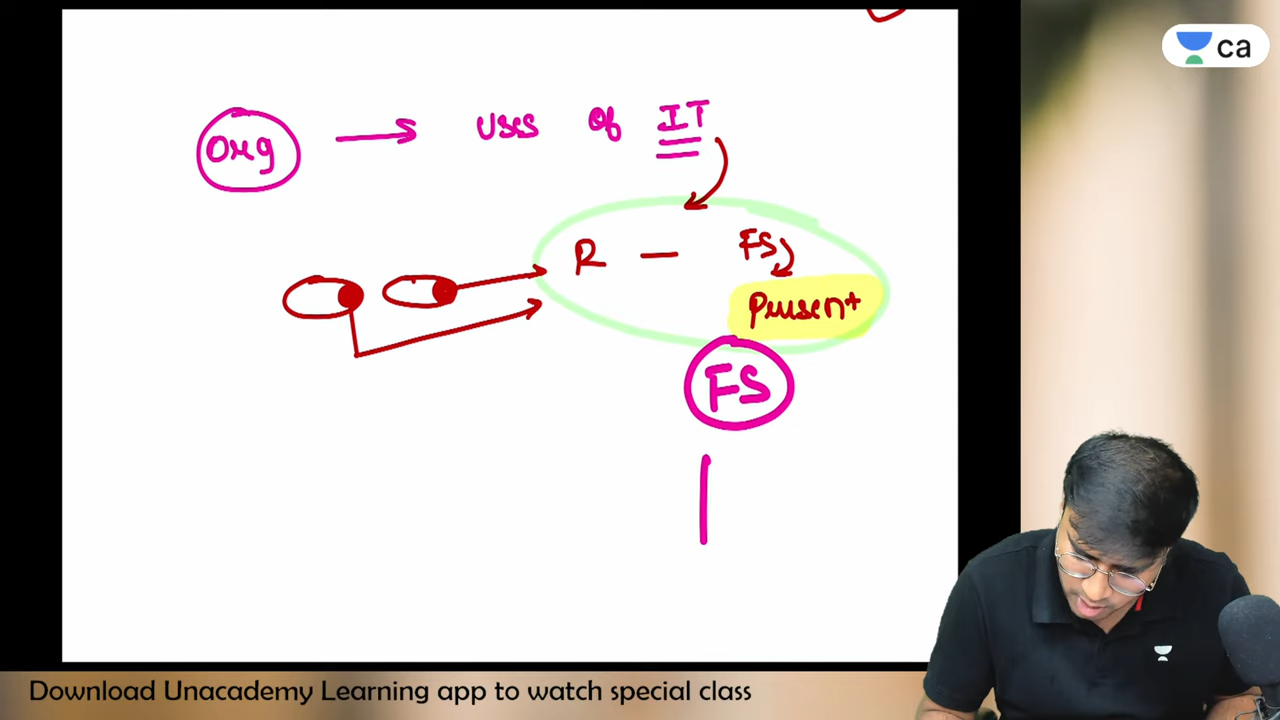 ca
Org → Uses of IT
R — FS
Present
FS
Download Unacademy Learning app to watch special class